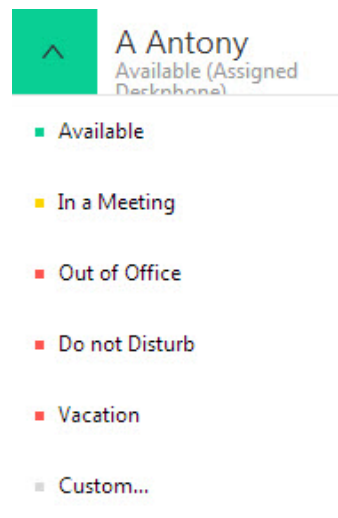 A Antony
Available (Assigned
Deskphone)
Available
In a Meeting
Out of Office
Do not Disturb
Vacation
Custom...